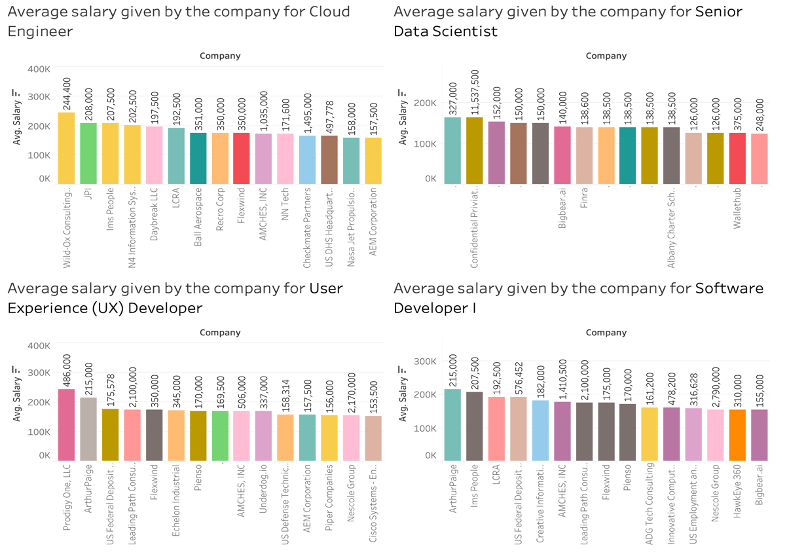 Average salary given by the company for Cloud
Engineer
Company
Avg. Salary
400K
300K
200K
100K
0K
244,400
208,000
207,500
202,500
197,500
192,500
351,000
350,000
350,000
1,035,000
171,600
1,495,000
497,778
158,000
157,500
Wild-Ox Consulting..
JPI
Ims People
N4 Information Sys..
Daybreak LLC
LCRA
Ball Aerospace
Recro Corp
Flexwind
AMCHES, INC
NN Tech
Checkmate Partners
US DHS Headquart..
Nasa Jet Propulsio..
AEM Corporation
Average salary given by the company for Senior
Data Scientist
Company
Avg. Salary
200K
100K
0K
327,000
11,537,500
152,000
150,000
150,000
140,000
138,600
138,500
138,500
138,500
138,500
126,000
126,000
375,000
248,000
Confidential Privat..
Bigbear.ai
Finra
Albany Charter Sch..
Wallethub
Average salary given by the company for User
Experience (UX) Developer
Company
Avg. Salary
400K
300K
200K
100K
0K
486,000
215,000
175,578
2,100,000
350,000
345,000
170,000
169,500
506,000
337,000
158,314
157,500
156,000
2,170,000
153,500
Prodigy One, LLC
ArthurPaige
US Federal Deposit ..
Leading Path Consu..
Flexwind
Echelon Industrial
Pienso
AMCHES, INC
Underdog.io
US Defense Technic..
AEM Corporation
Piper Companies
Nescole Group
Cisco Systems - En..
Average salary given by the company for Software
Developer I
Company
Avg. Salary
300K
200K
100K
0K
215,000
207,500
192,500
576,452
182,000
1,410,500
2,100,000
175,000
170,000
161,200
478,200
316,628
2,790,000
310,000
155,000
ArthurPaige
Ims People
LCRA
US Federal Deposit ..
Creative Informati..
AMCHES, INC
Leading Path Consu..
Flexwind
Pienso
ADG Tech Consulting
Innovative Comput..
US Employment an..
Nescole Group
HawkEye 360
Bigbear.ai